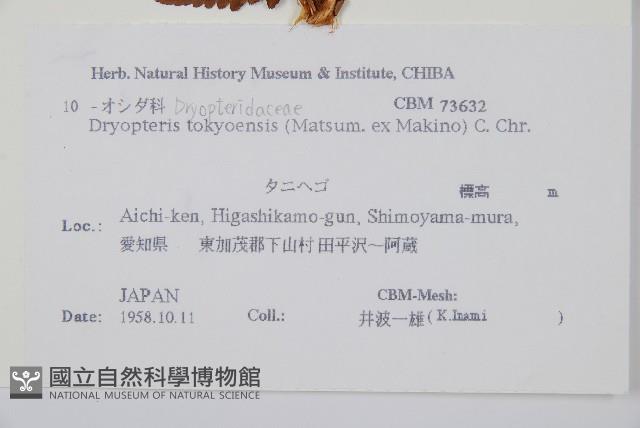 Herb. Natural History Museum & Institute, CHIBA
10 - オシダ科 Dryopteridaceae CBM 73632
Dryopteris tokyoensis (Matsum. ex Makino) C. Chr.
タニヘゴ 標高 m
Loc.: Aichi-ken, Higashikamo-gun, Shimoyama-mura,
愛知県 東加茂郡下山村 田平沢～阿蔵
JAPAN CBM-Mesh:
Date: 1958.10.11 Coll.: 井波一雄 (K.Inami )
國立自然科學博物館
NATIONAL MUSEUM OF NATURAL SCIENCE